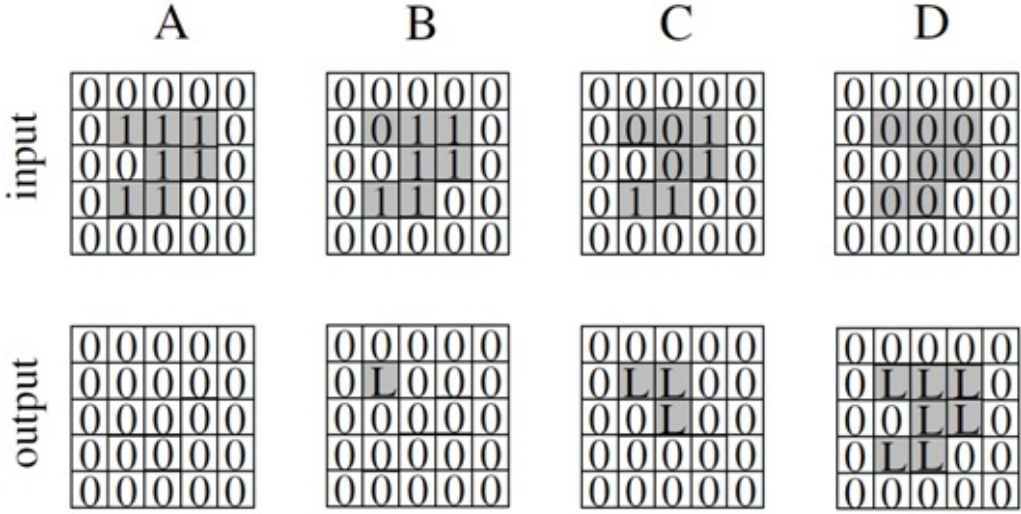 A B C D
input
0 0 0 0 0 0 0 0 0 0 0 0 0 0 0 0 0 0 0 0
0 1 1 1 0 0 0 1 1 0 0 0 0 1 0 0 0 0 0 0
0 0 1 1 0 0 0 1 1 0 0 0 0 1 0 0 0 0 0 0
0 1 1 0 0 0 1 1 0 0 0 1 1 0 0 0 0 0 0 0
0 0 0 0 0 0 0 0 0 0 0 0 0 0 0 0 0 0 0 0
output
0 0 0 0 0 0 0 0 0 0 0 0 0 0 0 0 0 0 0 0
0 0 0 0 0 0 L 0 0 0 0 L L 0 0 0 L L L 0
0 0 0 0 0 0 0 0 0 0 0 0 L 0 0 0 0 L L 0
0 0 0 0 0 0 0 0 0 0 0 0 0 0 0 0 L L 0 0
0 0 0 0 0 0 0 0 0 0 0 0 0 0 0 0 0 0 0 0